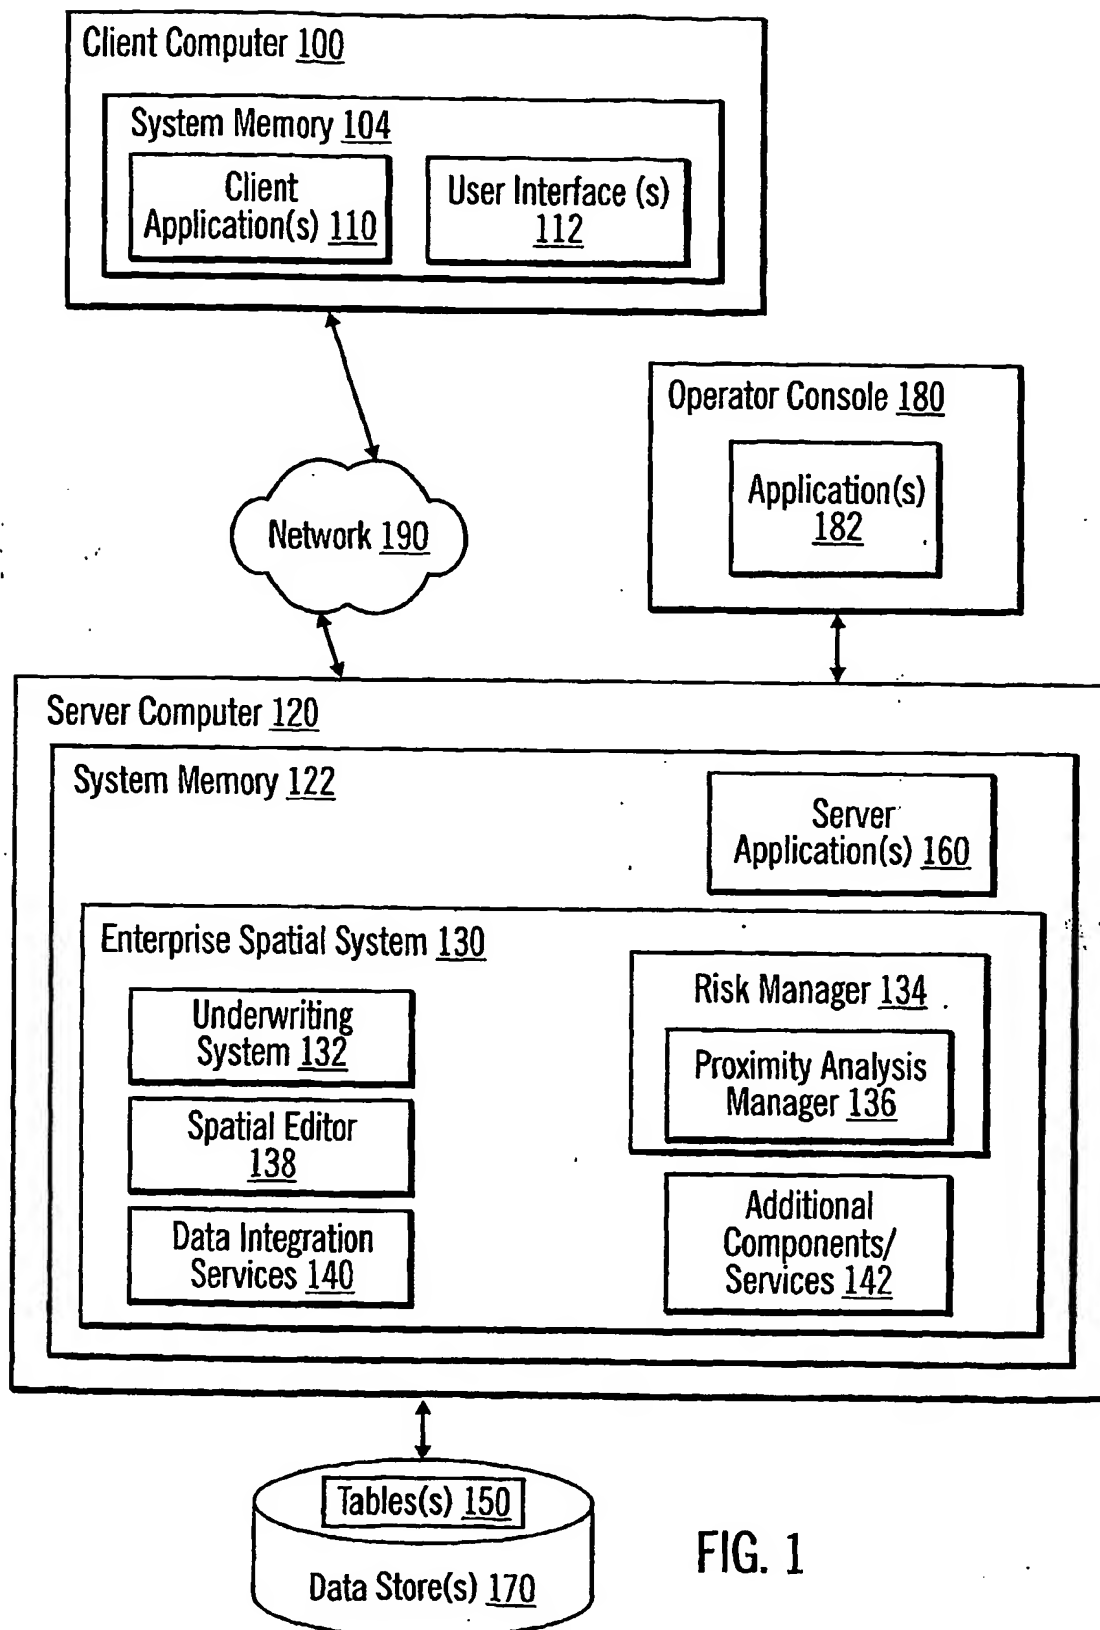 Client Computer 100
System Memory 104
Client
Application(s) 110
User Interface (s)
112
Operator Console 180
Application(s)
182
Network 190
Server Computer 120
System Memory 122
Server
Application(s) 160
Enterprise Spatial System 130
Underwriting
System 132
Spatial Editor
138
Data Integration
Services 140
Risk Manager 134
Proximity Analysis
Manager 136
Additional
Components/
Services 142
Tables(s) 150
Data Store(s) 170
FIG. 1